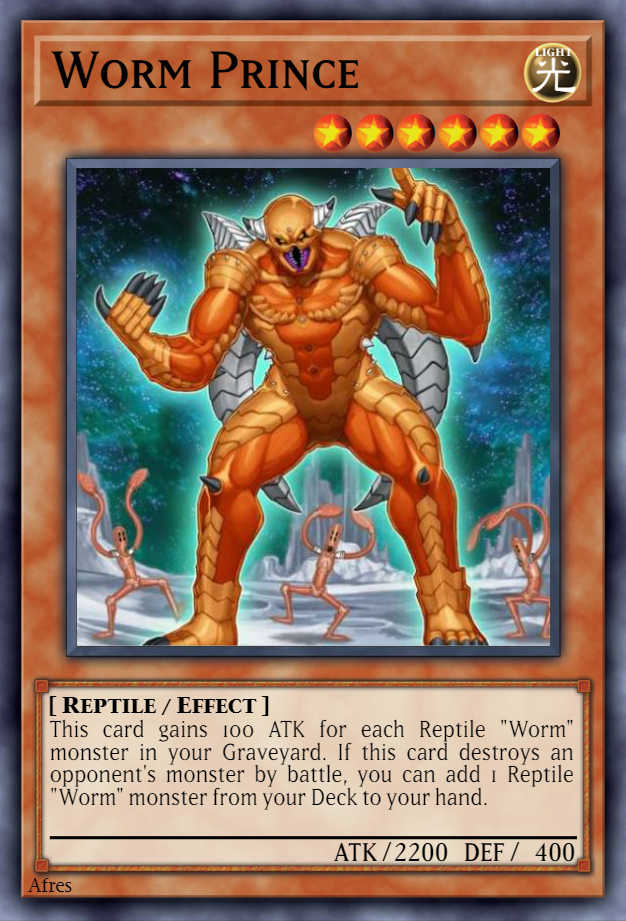 Worm Prince
LIGHT
光
[ Reptile / Effect ]
This card gains 100 ATK for each Reptile "Worm"
monster in your Graveyard. If this card destroys an
opponent's monster by battle, you can add 1 Reptile
"Worm" monster from your Deck to your hand.
ATK / 2200 DEF / 400
Afres